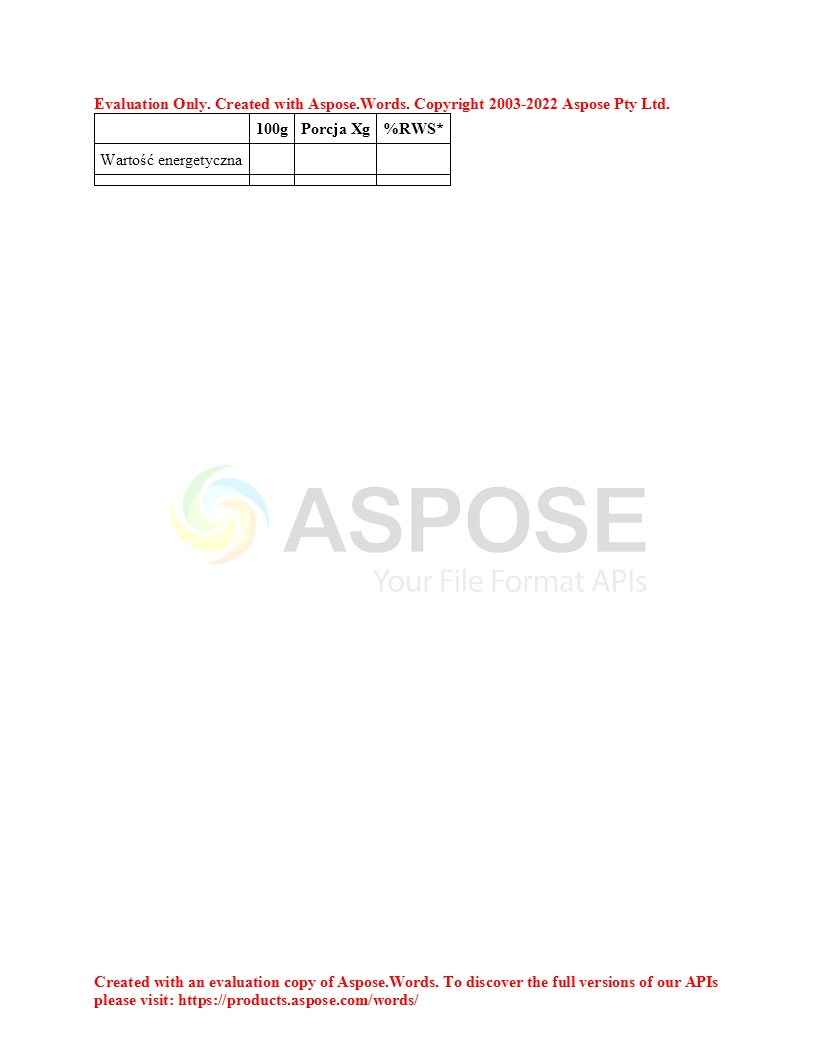 Evaluation Only. Created with Aspose.Words. Copyright 2003-2022 Aspose Pty Ltd.
100g Porcja Xg %RWS*
Wartość energetyczna
ASPOSE
Your File Format APIs
Created with an evaluation copy of Aspose.Words. To discover the full versions of our APIs
please visit: https://products.aspose.com/words/